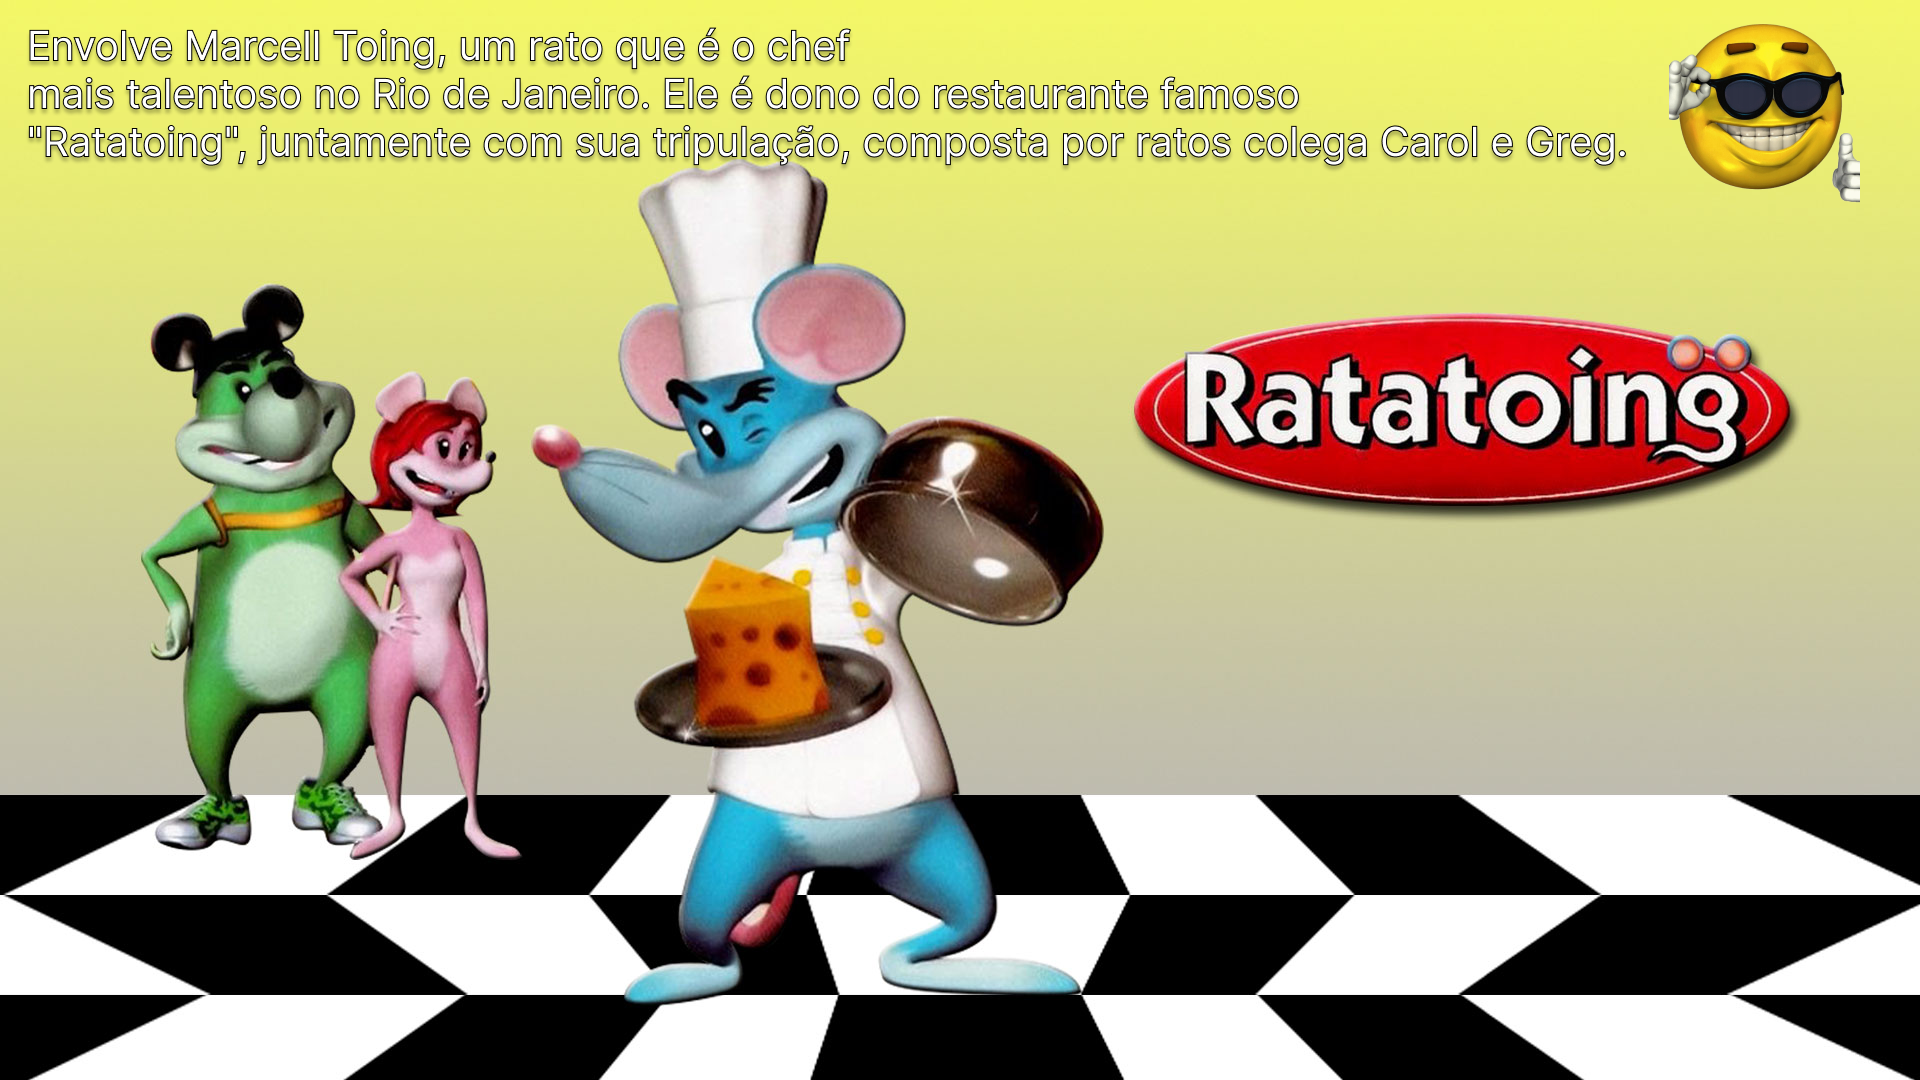 Envolve Marcell Toing, um rato que é o chef
mais talentoso no Rio de Janeiro. Ele é dono do restaurante famoso
"Ratatoing", juntamente com sua tripulação, composta por ratos colega Carol e Greg.
Ratatoing